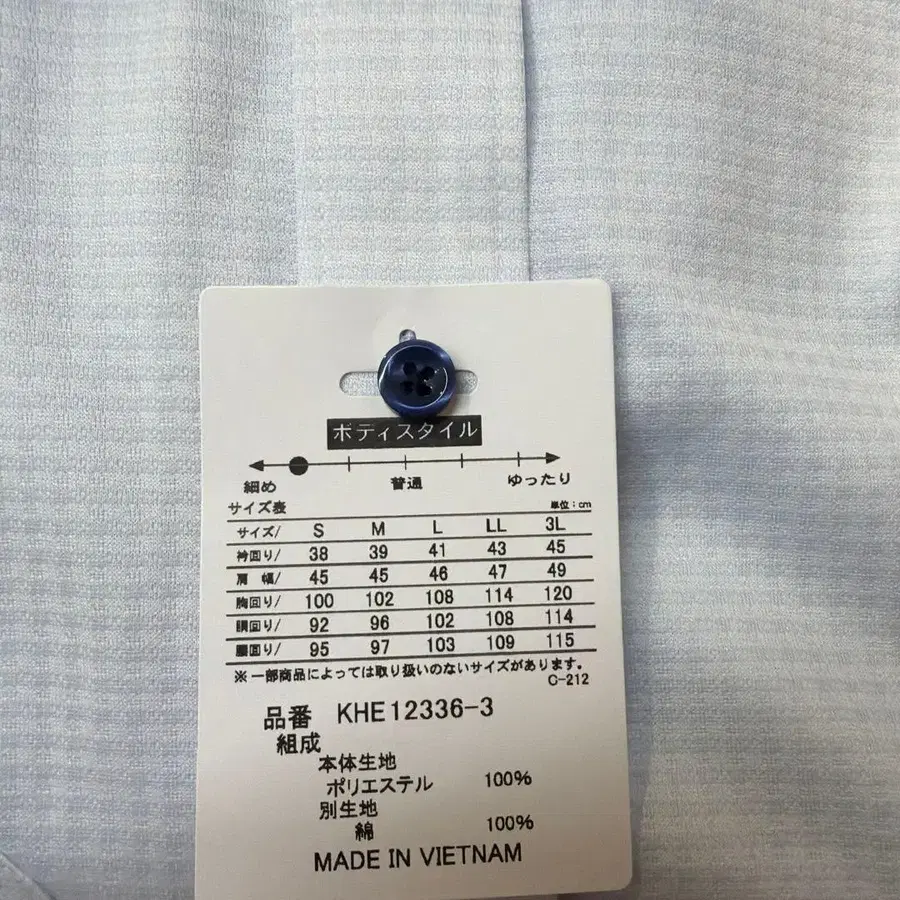 ボディスタイル
細め 普通 ゆったり
サイズ表 単位:cm
サイズ/ S M L LL 3L
衿回り/ 38 39 41 43 45
肩幅/ 45 45 46 47 49
胸回り/ 100 102 108 114 120
胴回り/ 92 96 102 108 114
腰回り/ 95 97 103 109 115
※一部商品によっては取り扱いのないサイズがあります。
C-212
品番 KHE12336-3
組成
本体生地
ポリエステル 100%
別生地
綿 100%
MADE IN VIETNAM